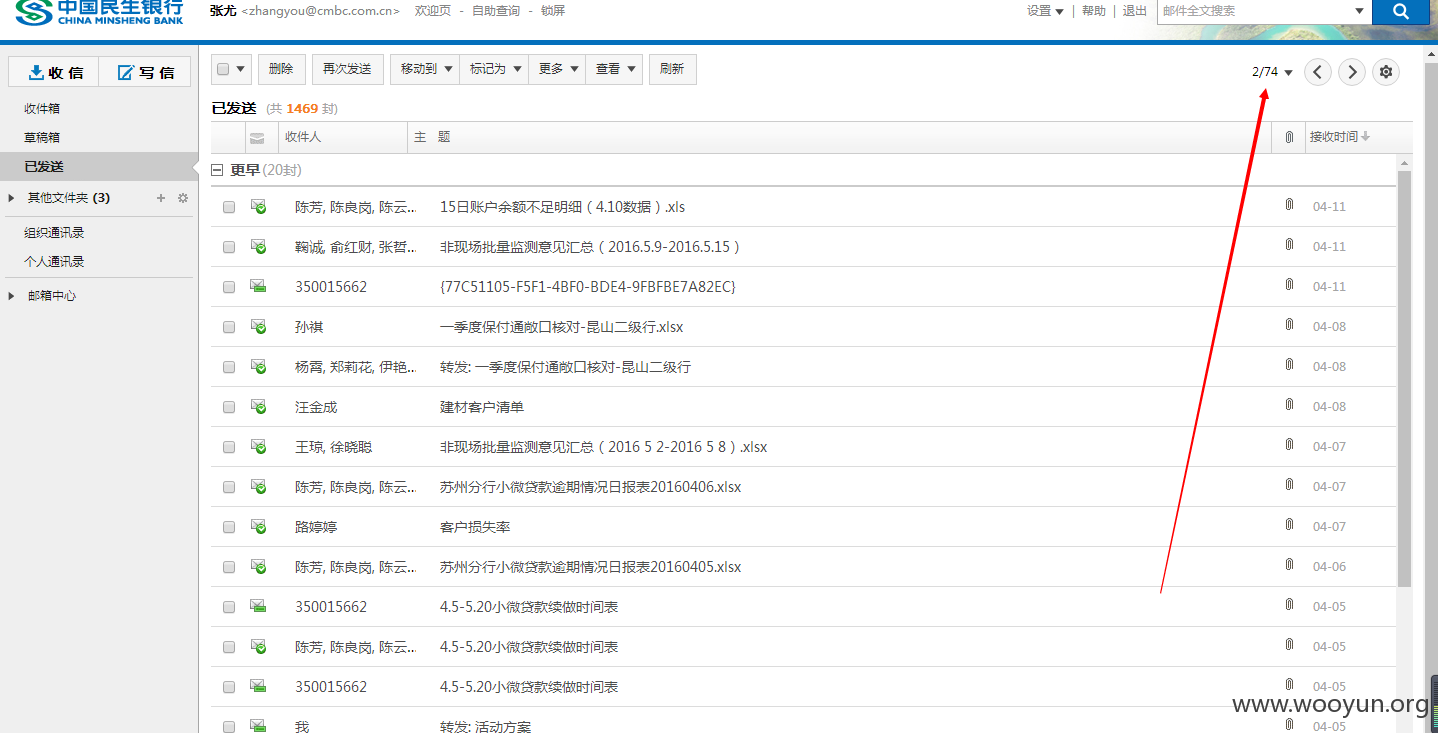 中国民生银行
CHINA MINSHENG BANK
张尤 <zhangyou@cmbc.com.cn> 欢迎页 - 自助查询 - 锁屏
设置 | 帮助 | 退出 邮件全文搜索
收 信 写 信
收件箱
草稿箱
已发送
其他文件夹 (3)
组织通讯录
个人通讯录
邮箱中心
删除 再次发送 移动到 标记为 更多 查看 刷新
2/74
已发送 (共 1469 封)
收件人 主 题 接收时间
更早(20封)
陈芳, 陈良岗, 陈云... 15日账户余额不足明细（4.10数据）.xls 04-11
鞠诚, 俞红财, 张哲... 非现场批量监测意见汇总（2016.5.9-2016.5.15） 04-11
350015662 {77C51105-F5F1-4BF0-BDE4-9FBFBE7A82EC} 04-11
孙祺 一季度保付通敞口核对-昆山二级行.xlsx 04-08
杨霄, 郑莉花, 伊艳... 转发: 一季度保付通敞口核对-昆山二级行 04-08
汪金成 建材客户清单 04-08
王琼, 徐晓聪 非现场批量监测意见汇总（2016 5 2-2016 5 8）.xlsx 04-07
陈芳, 陈良岗, 陈云... 苏州分行小微贷款逾期情况日报表20160406.xlsx 04-07
路婷婷 客户损失率 04-07
陈芳, 陈良岗, 陈云... 苏州分行小微贷款逾期情况日报表20160405.xlsx 04-06
350015662 4.5-5.20小微贷款续做时间表 04-05
陈芳, 陈良岗, 陈云... 4.5-5.20小微贷款续做时间表 04-05
350015662 4.5-5.20小微贷款续做时间表 04-05
我 转发: 活动方案 04-05
www.wooyun.org